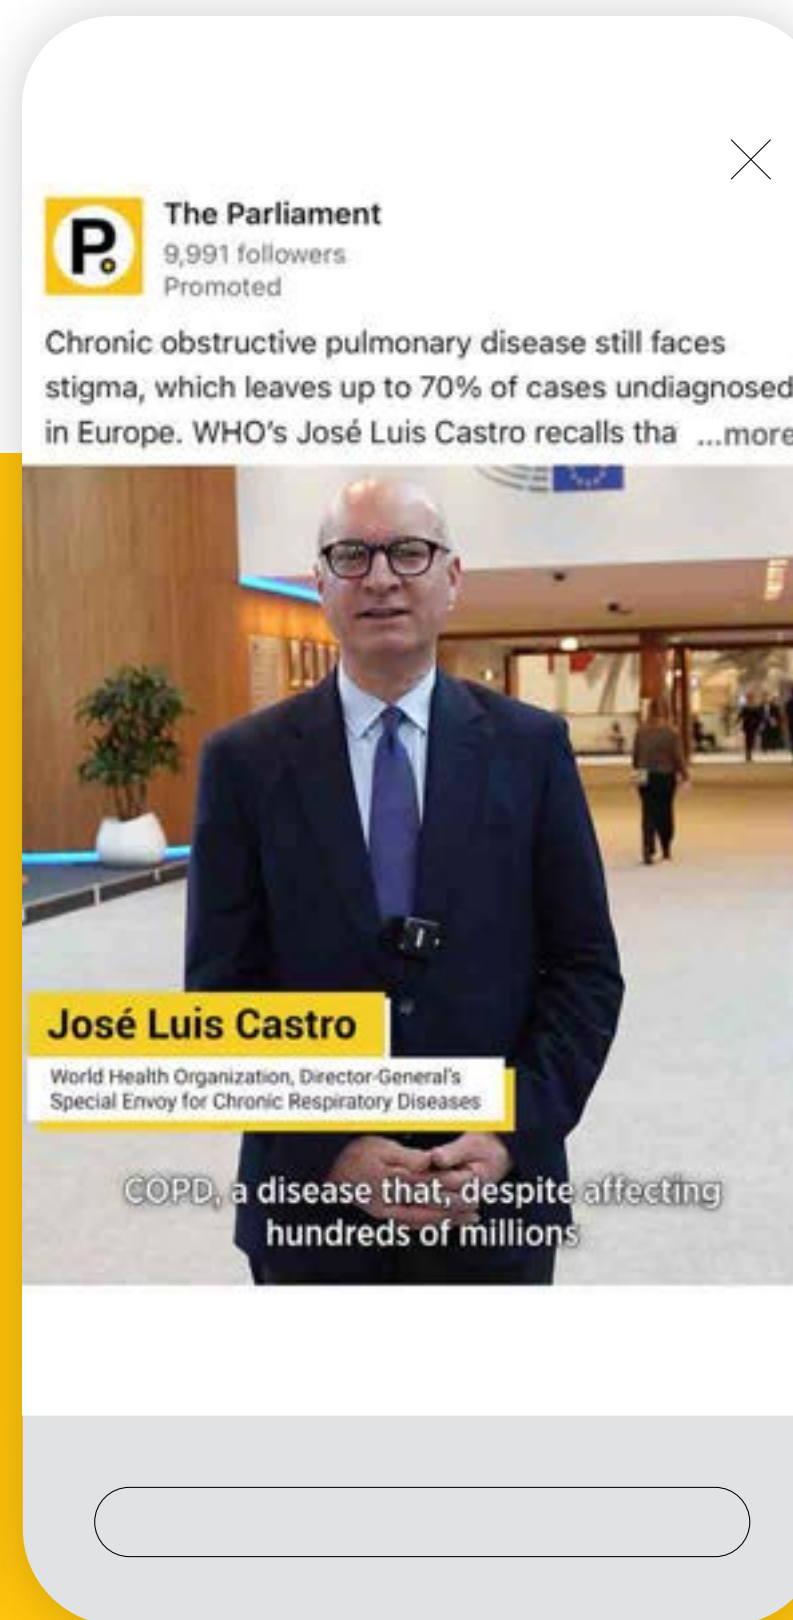 P.
The Parliament
9,991 followers
Promoted
Chronic obstructive pulmonary disease still faces
stigma, which leaves up to 70% of cases undiagnosed
in Europe. WHO's José Luis Castro recalls tha ...more
José Luis Castro
World Health Organization, Director-General's
Special Envoy for Chronic Respiratory Diseases
COPD, a disease that, despite affecting
hundreds of millions